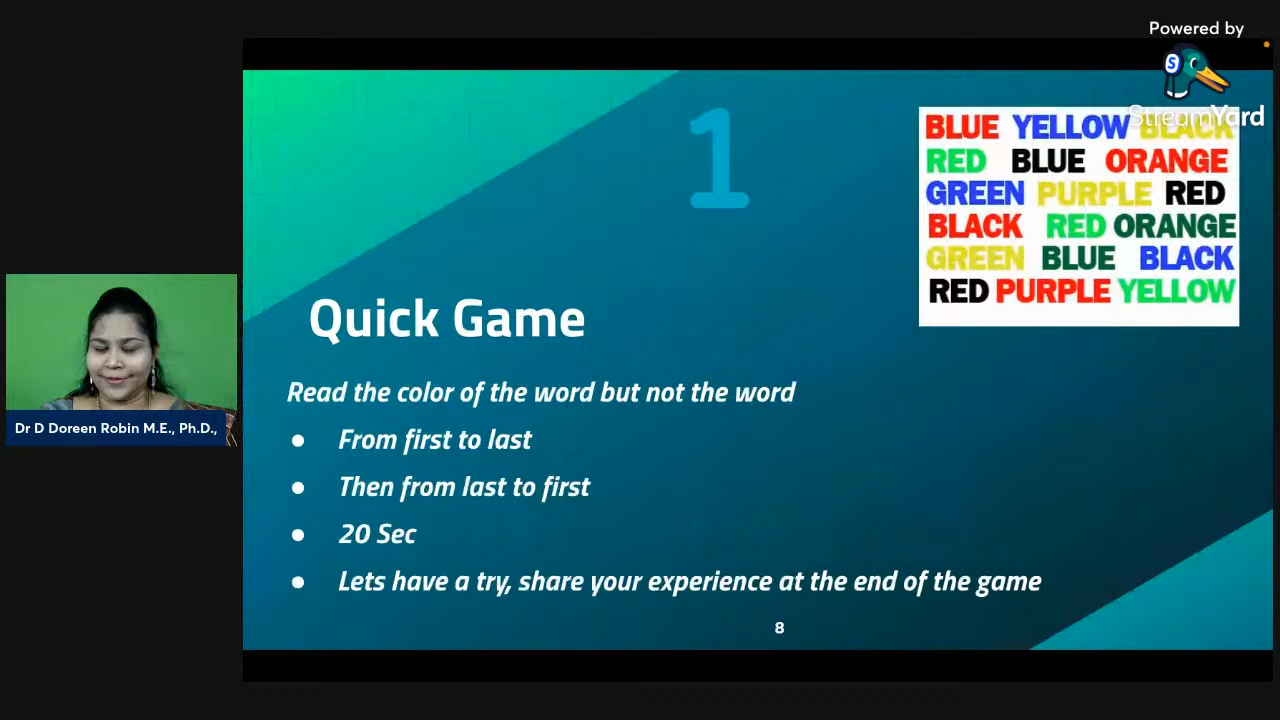 Powered by
StreamYard
1
BLUE YELLOW BLACK
RED BLUE ORANGE
GREEN PURPLE RED
BLACK RED ORANGE
GREEN BLUE BLACK
RED PURPLE YELLOW
Quick Game
Read the color of the word but not the word
● From first to last
● Then from last to first
● 20 Sec
● Lets have a try, share your experience at the end of the game
8
Dr D Doreen Robin M.E., Ph.D.,